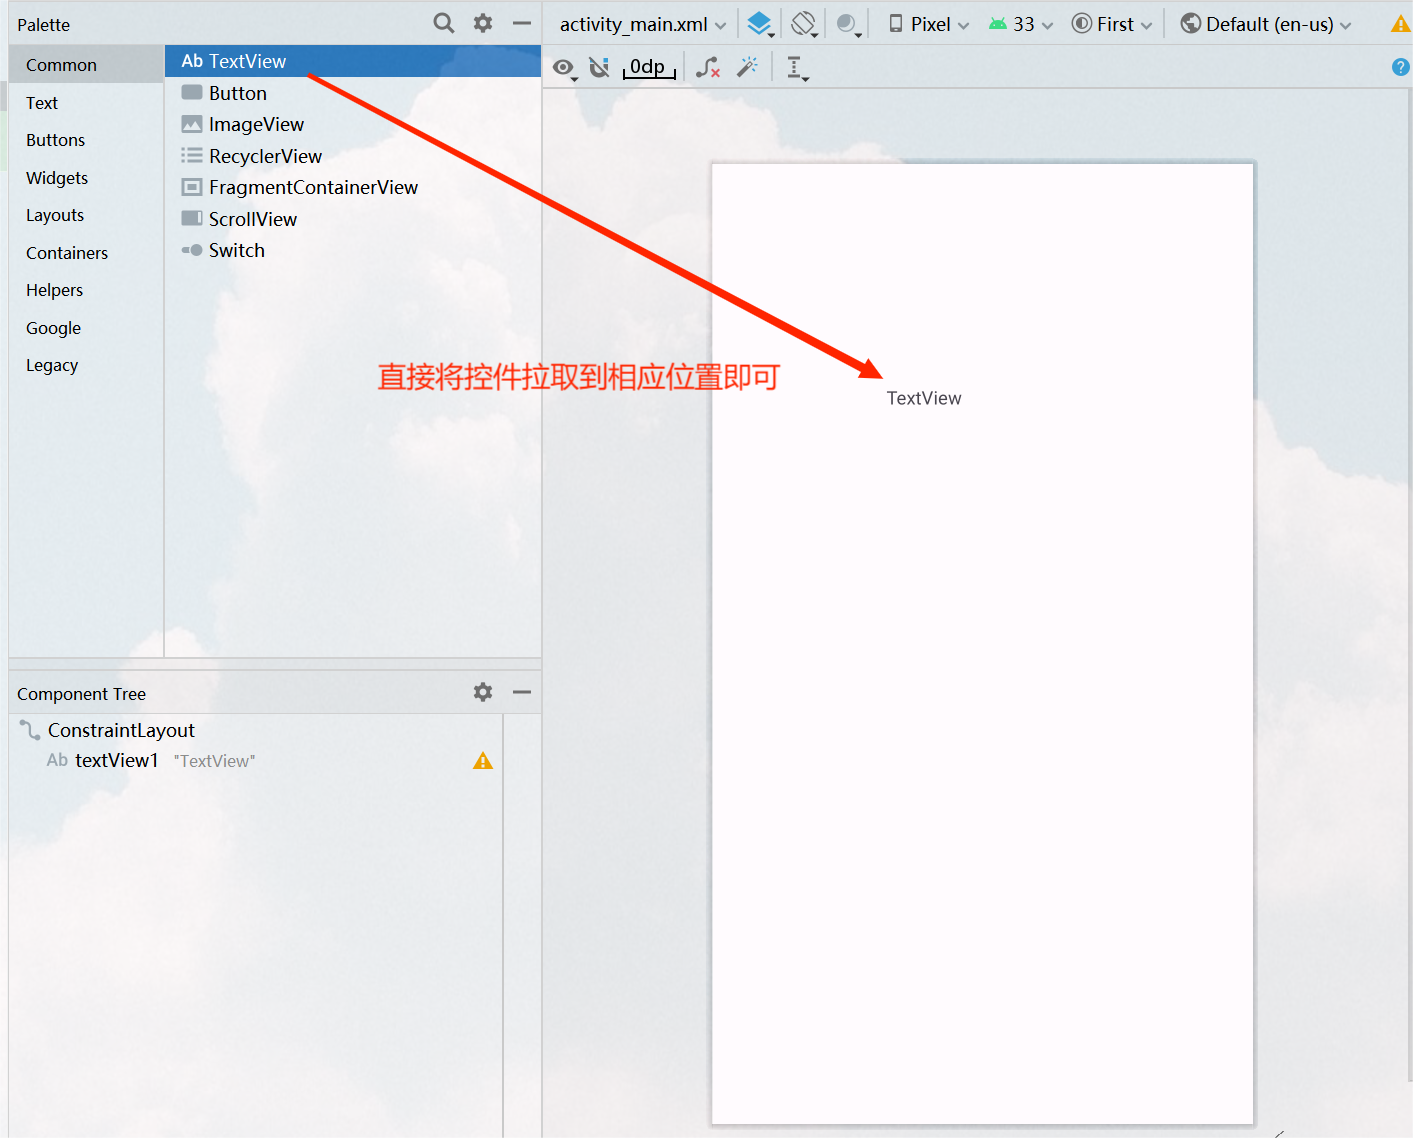 Palette
Common
Text
Buttons
Widgets
Layouts
Containers
Helpers
Google
Legacy
Ab TextView
Button
ImageView
RecyclerView
FragmentContainerView
ScrollView
Switch
activity_main.xml
Pixel
33
First
Default (en-us)
0dp
?
直接将控件拉取到相应位置即可
TextView
Component Tree
ConstraintLayout
Ab textView1 "TextView"